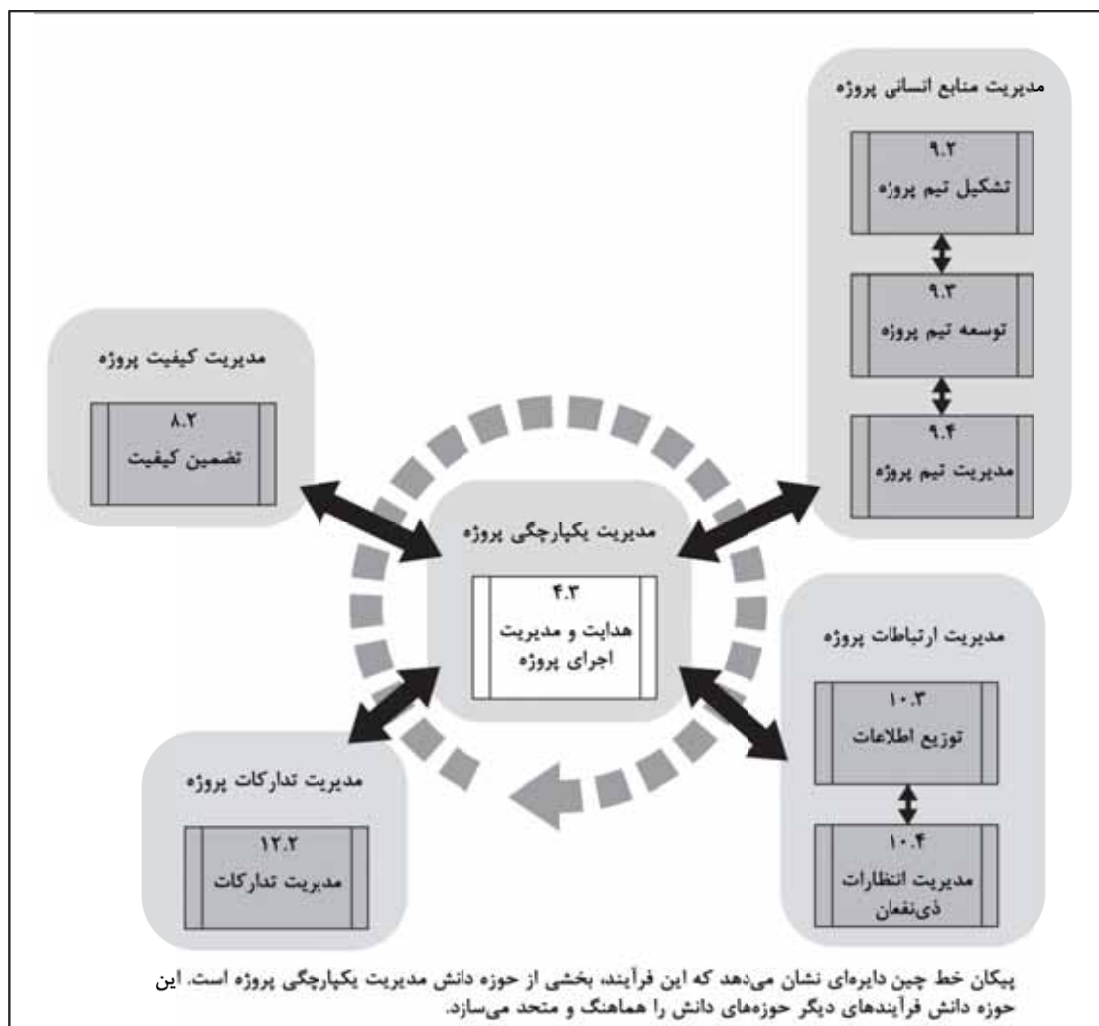 مدیریت منابع انسانی پروژه
۹.۲
تشکیل تیم پروژه
۹.۳
توسعه تیم پروژه
۹.۴
مدیریت تیم پروژه
مدیریت کیفیت پروژه
۸.۲
تضمین کیفیت
مدیریت یکپارچگی پروژه
۴.۳
هدایت و مدیریت
اجرای پروژه
مدیریت ارتباطات پروژه
۱۰.۳
توزیع اطلاعات
۱۰.۴
مدیریت انتظارات
ذی‌نفعان
مدیریت تدارکات پروژه
۱۲.۲
مدیریت تدارکات
پیکان خط چین دایره‌ای نشان می‌دهد که این فرآیند، بخشی از حوزه دانش مدیریت یکپارچگی پروژه است. این
حوزه دانش فرآیندهای دیگر حوزه‌های دانش را هماهنگ و متحد می‌سازد.